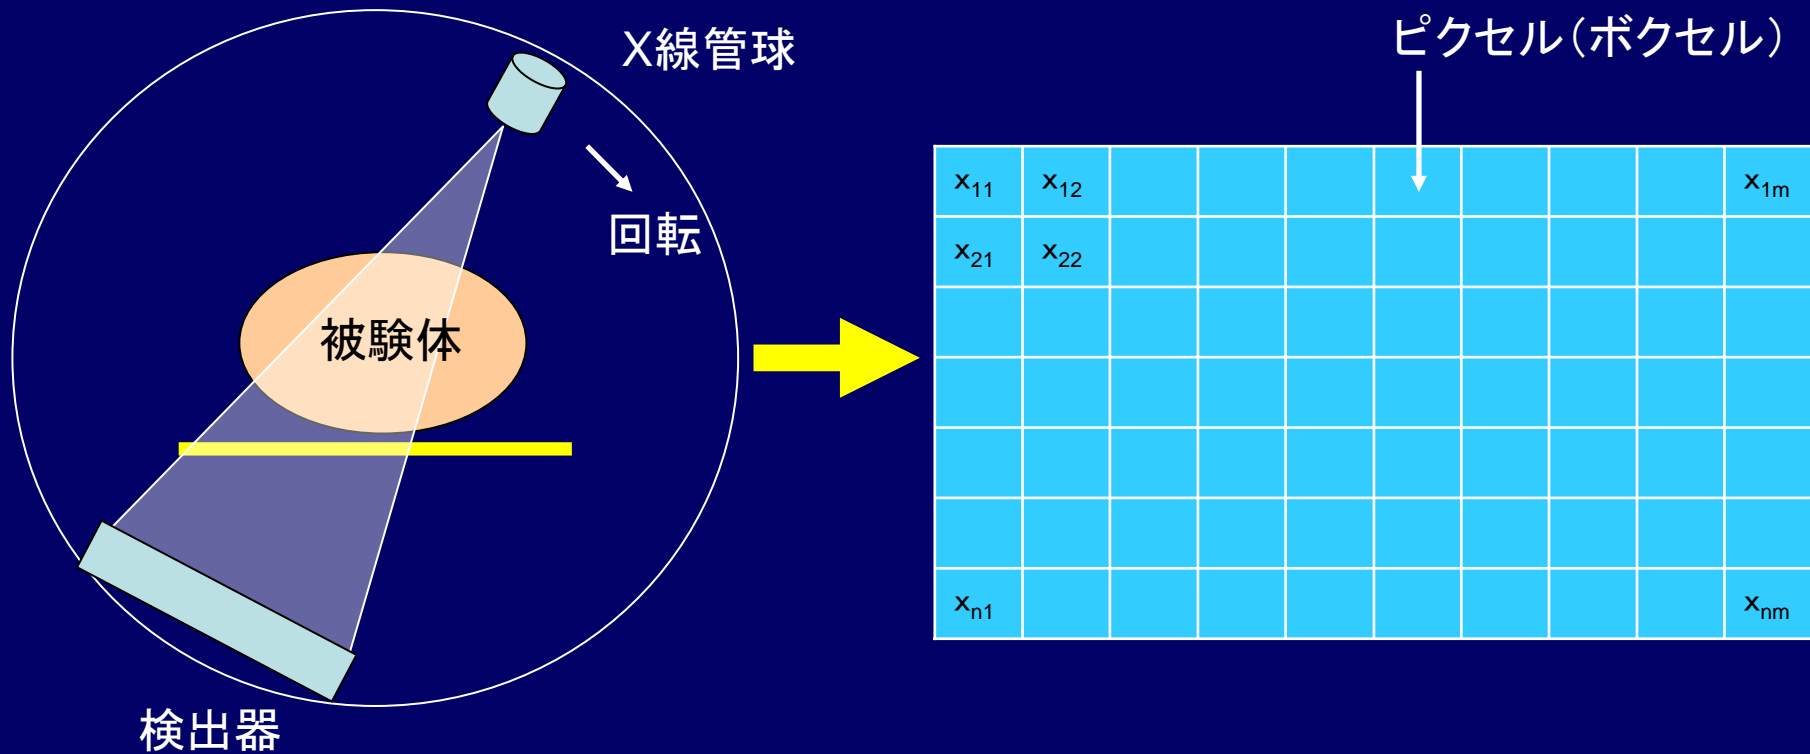 X線管球
回転
被験体
検出器
ピクセル（ボクセル）
x11 x12 x1m
x21 x22
xn1 xnm